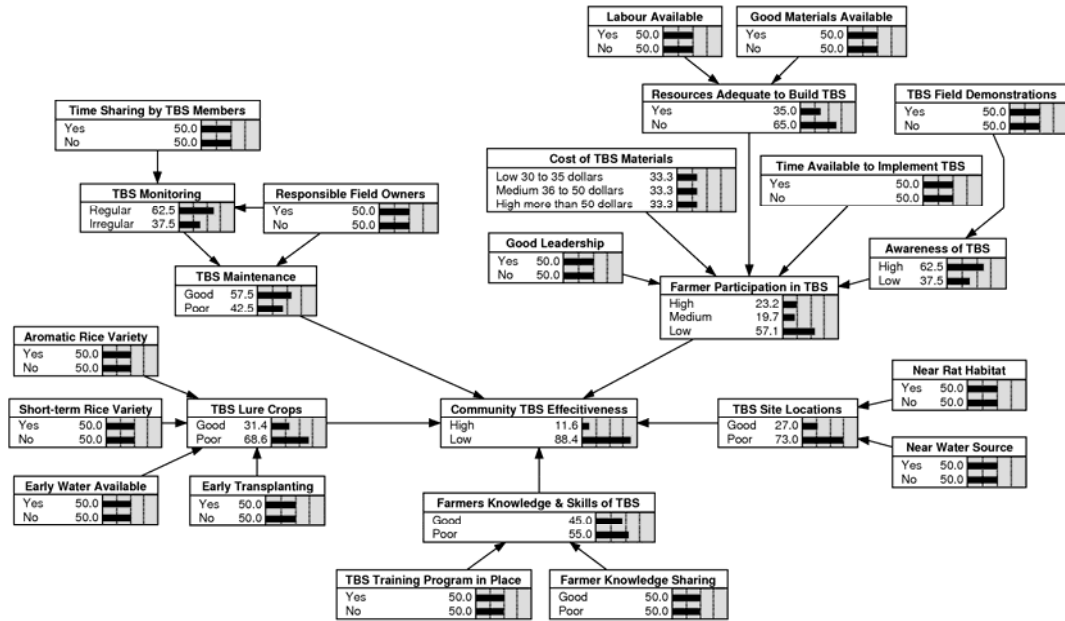 Labour Available
Yes 50.0
No 50.0
Good Materials Available
Yes 50.0
No 50.0
Resources Adequate to Build TBS
Yes 35.0
No 65.0
TBS Field Demonstrations
Yes 50.0
No 50.0
Time Sharing by TBS Members
Yes 50.0
No 50.0
Cost of TBS Materials
Low 30 to 35 dollars 33.3
Medium 36 to 50 dollars 33.3
High more than 50 dollars 33.3
Time Available to Implement TBS
Yes 50.0
No 50.0
TBS Monitoring
Regular 62.5
Irregular 37.5
Responsible Field Owners
Yes 50.0
No 50.0
Good Leadership
Yes 50.0
No 50.0
Awareness of TBS
High 62.5
Low 37.5
TBS Maintenance
Good 57.5
Poor 42.5
Farmer Participation in TBS
High 23.2
Medium 19.7
Low 57.1
Aromatic Rice Variety
Yes 50.0
No 50.0
Near Rat Habitat
Yes 50.0
No 50.0
Short-term Rice Variety
Yes 50.0
No 50.0
TBS Lure Crops
Good 31.4
Poor 68.6
Community TBS Effecitiveness
High 11.6
Low 88.4
TBS Site Locations
Good 27.0
Poor 73.0
Near Water Source
Yes 50.0
No 50.0
Early Water Available
Yes 50.0
No 50.0
Early Transplanting
Yes 50.0
No 50.0
Farmers Knowledge & Skills of TBS
Good 45.0
Poor 55.0
TBS Training Program in Place
Yes 50.0
No 50.0
Farmer Knowledge Sharing
Good 50.0
Poor 50.0